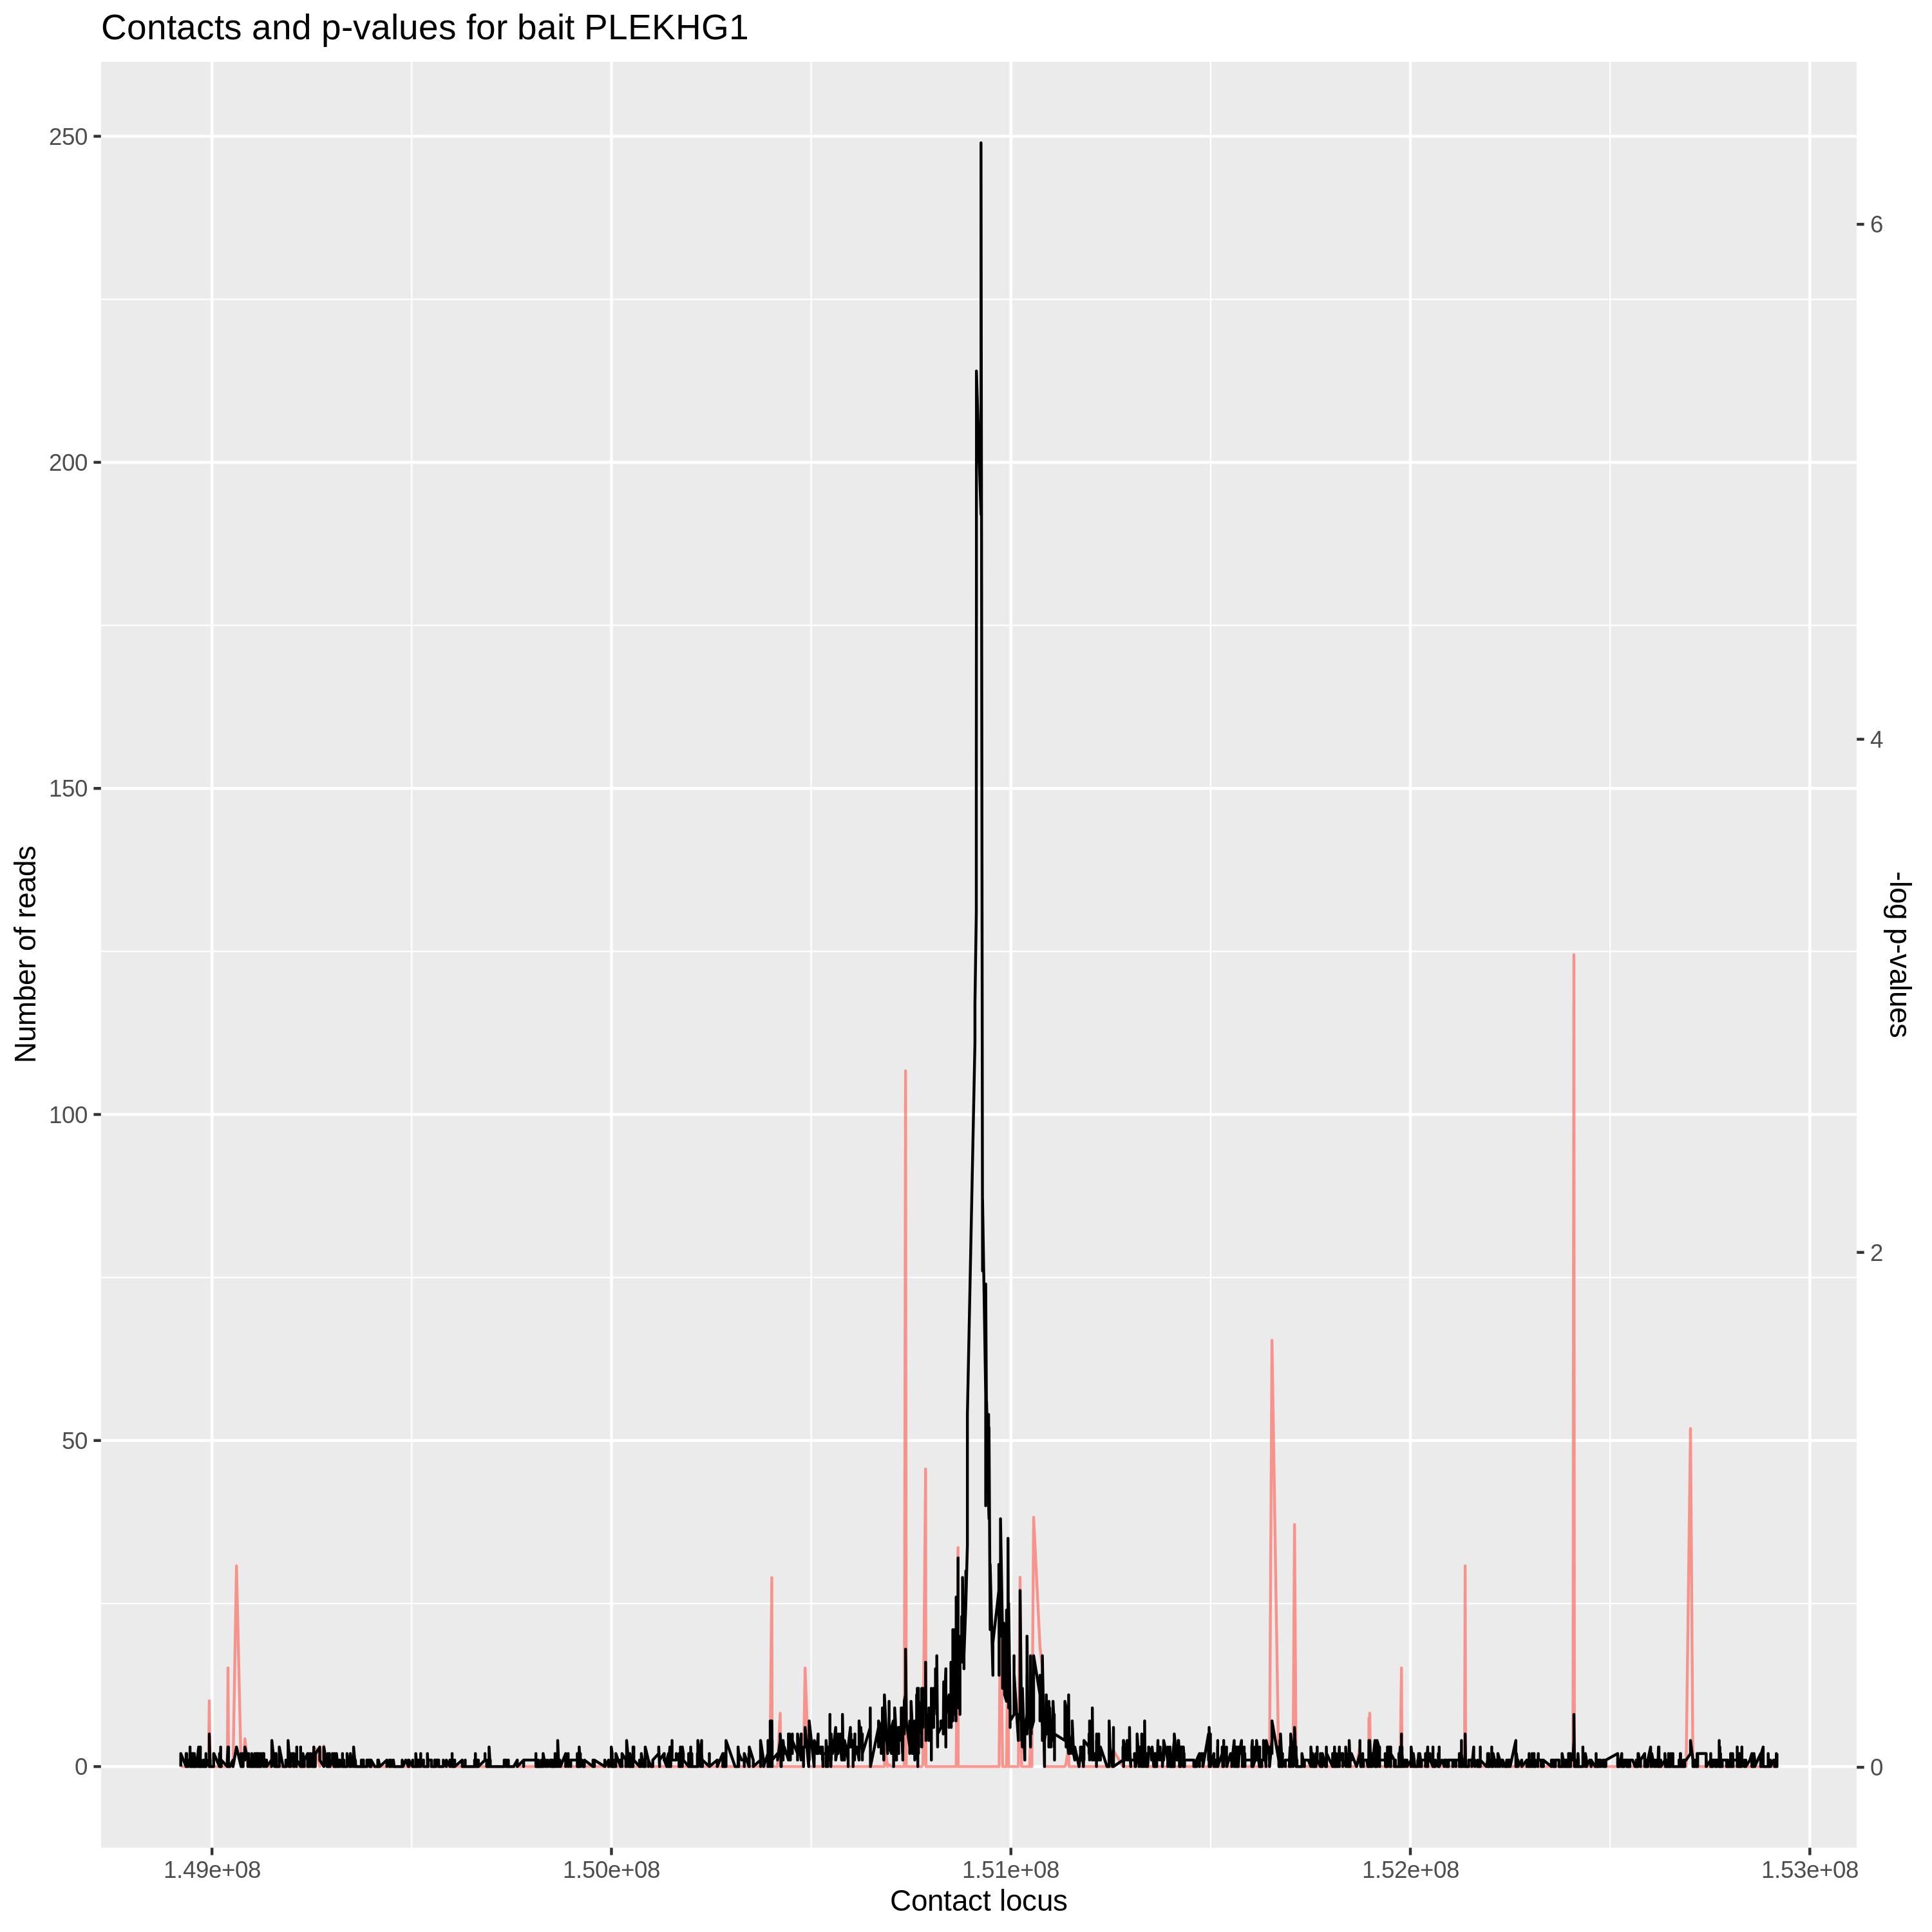 Contacts and p-values for bait PLEKHG1
250
200
150
100
50
0
Number of reads
6
4
2
0
-log p-values
1.49e+08
1.50e+08
1.51e+08
1.52e+08
1.53e+08
Contact locus